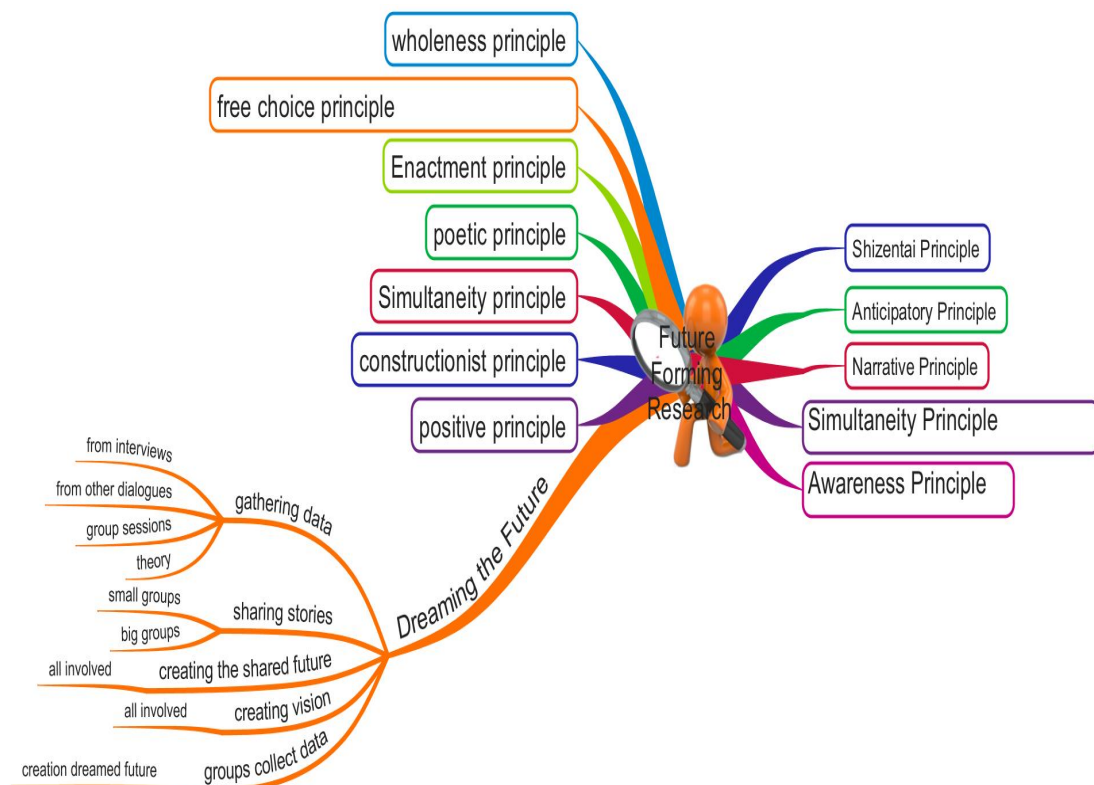 wholeness principle
free choice principle
Enactment principle
poetic principle
Simultaneity principle
constructionist principle
positive principle
Future
Forming
Research
Shizentai Principle
Anticipatory Principle
Narrative Principle
Simultaneity Principle
Awareness Principle
Dreaming the Future
gathering data
from interviews
from other dialogues
group sessions
theory
sharing stories
small groups
big groups
creating the shared future
all involved
creating vision
all involved
groups collect data
creation dreamed future